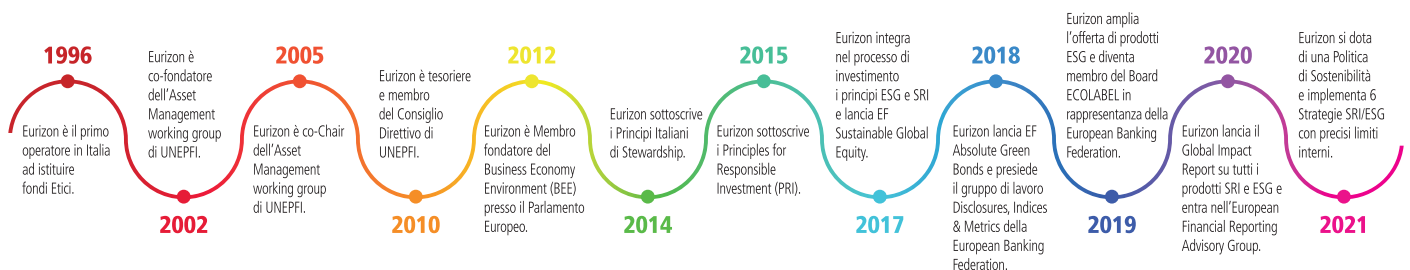 1996
Eurizon è il primo
operatore in Italia
ad istituire
fondi Etici.
Eurizon è
co-fondatore
dell'Asset
Management
working group
di UNEPFI.
2002
2005
Eurizon è co-Chair
dell'Asset
Management
working group
di UNEPFI.
Eurizon è tesoriere
e membro
del Consiglio
Direttivo di
UNEPFI.
2010
2012
Eurizon è Membro
fondatore del
Business Economy
Environment (BEE)
presso il Parlamento
Europeo.
Eurizon sottoscrive
i Principi Italiani
di Stewardship.
2014
2015
Eurizon sottoscrive
i Principles for
Responsible
Investment (PRI).
Eurizon integra
nel processo di
investimento
i principi ESG e SRI
e lancia EF
Sustainable Global
Equity.
2017
2018
Eurizon lancia EF
Absolute Green
Bonds e presiede
il gruppo di lavoro
Disclosures, Indices
& Metrics della
European Banking
Federation.
Eurizon amplia
l'offerta di prodotti
ESG e diventa
membro del Board
ECOLABEL in
rappresentanza della
European Banking
Federation.
2019
2020
Eurizon lancia il
Global Impact
Report su tutti i
prodotti SRI e ESG e
entra nell'European
Financial Reporting
Advisory Group.
Eurizon si dota
di una Politica
di Sostenibilità
e implementa 6
Strategie SRI/ESG
con precisi limiti
interni.
2021